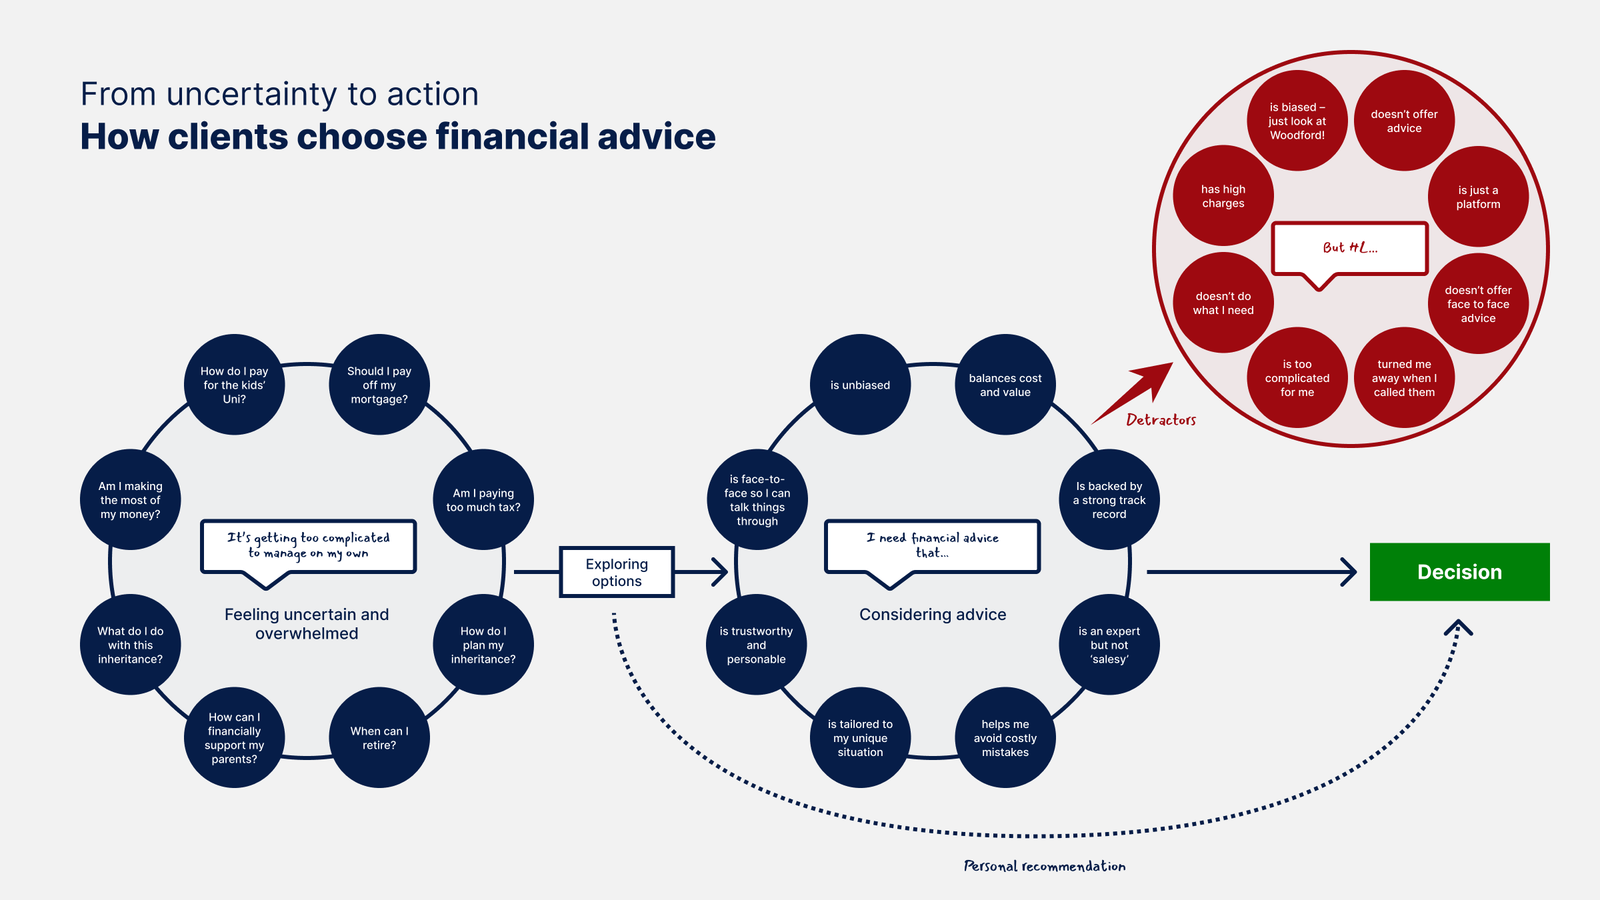 From uncertainty to action
How clients choose financial advice
How do I pay
for the kids'
Uni?
Should I pay
off my
mortgage?
Am I making
the most of
my money?
Am I paying
too much tax?
It's getting too complicated
to manage on my own
Feeling uncertain and
overwhelmed
What do I do
with this
inheritance?
How do I
plan my
inheritance?
How can I
financially
support my
parents?
When can I
retire?
Exploring
options
is unbiased
balances cost
and value
is face-to-
face so I can
talk things
through
Is backed by
a strong track
record
I need financial advice
that...
Considering advice
is trustworthy
and
personable
is an expert
but not
‘salesy’
is tailored to
my unique
situation
helps me
avoid costly
mistakes
Detractors
is biased –
just look at
Woodford!
doesn't offer
advice
has high
charges
is just a
platform
But HL...
doesn't do
what I need
doesn't offer
face to face
advice
is too
complicated
for me
turned me
away when I
called them
Decision
Personal recommendation